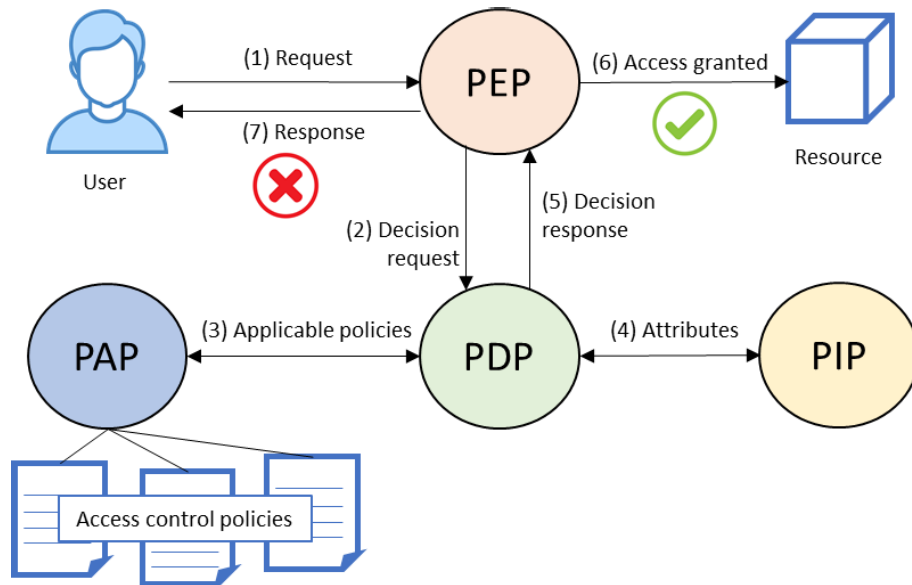 (1) Request
PEP
(6) Access granted
(7) Response
User
Resource
(2) Decision
request
(5) Decision
response
PAP
(3) Applicable policies
PDP
(4) Attributes
PIP
Access control policies